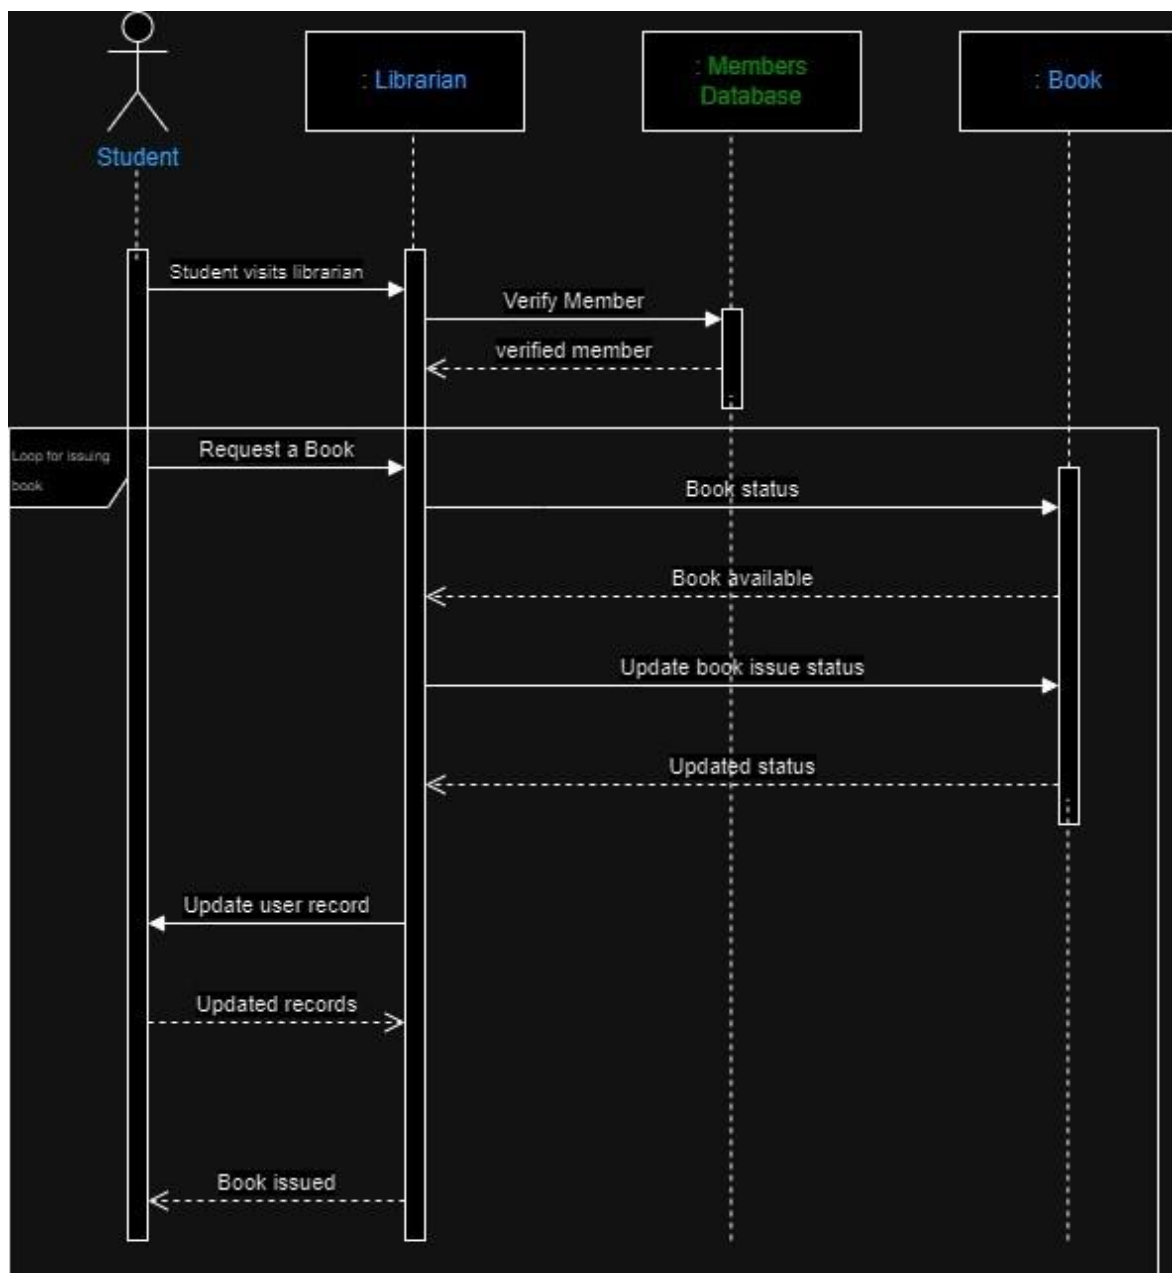 : Librarian
: Members
Database
: Book
Student
Student visits librarian
Verify Member
verified member
Loop for issuing
book
Request a Book
Book status
Book available
Update book issue status
Updated status
Update user record
Updated records
Book issued